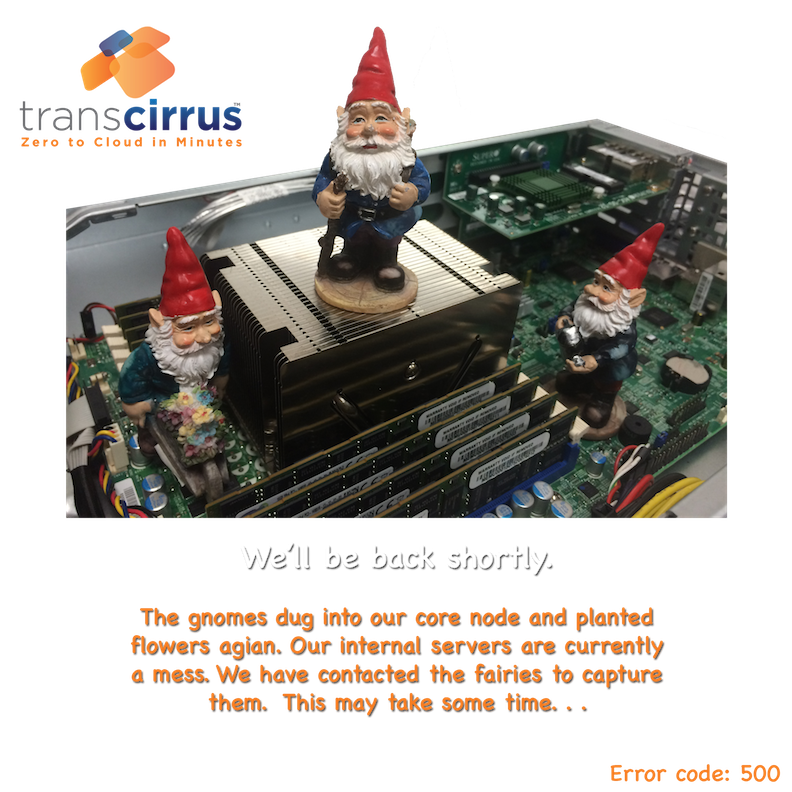 transcirrus™
Zero to Cloud in Minutes
We'll be back shortly.
The gnomes dug into our core node and planted
flowers agian. Our internal servers are currently
a mess. We have contacted the fairies to capture
them. This may take some time. . .
Error code: 500